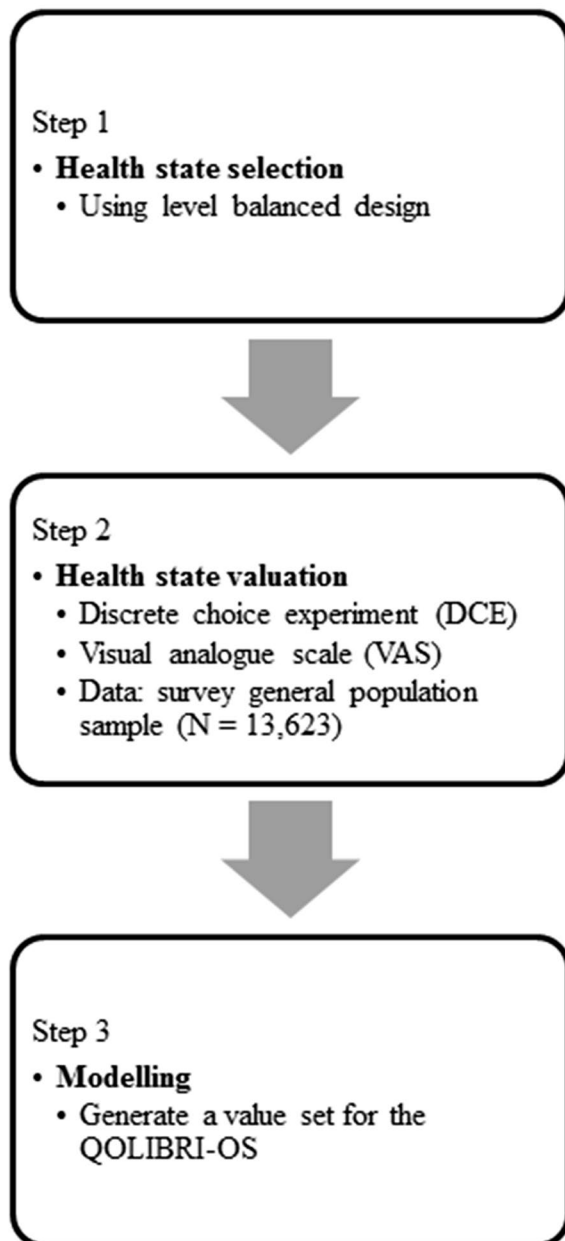 Step 1
• Health state selection
• Using level balanced design
Step 2
• Health state valuation
• Discrete choice experiment (DCE)
• Visual analogue scale (VAS)
• Data: survey general population
sample (N = 13,623)
Step 3
• Modelling
• Generate a value set for the
QOLIBRI-OS